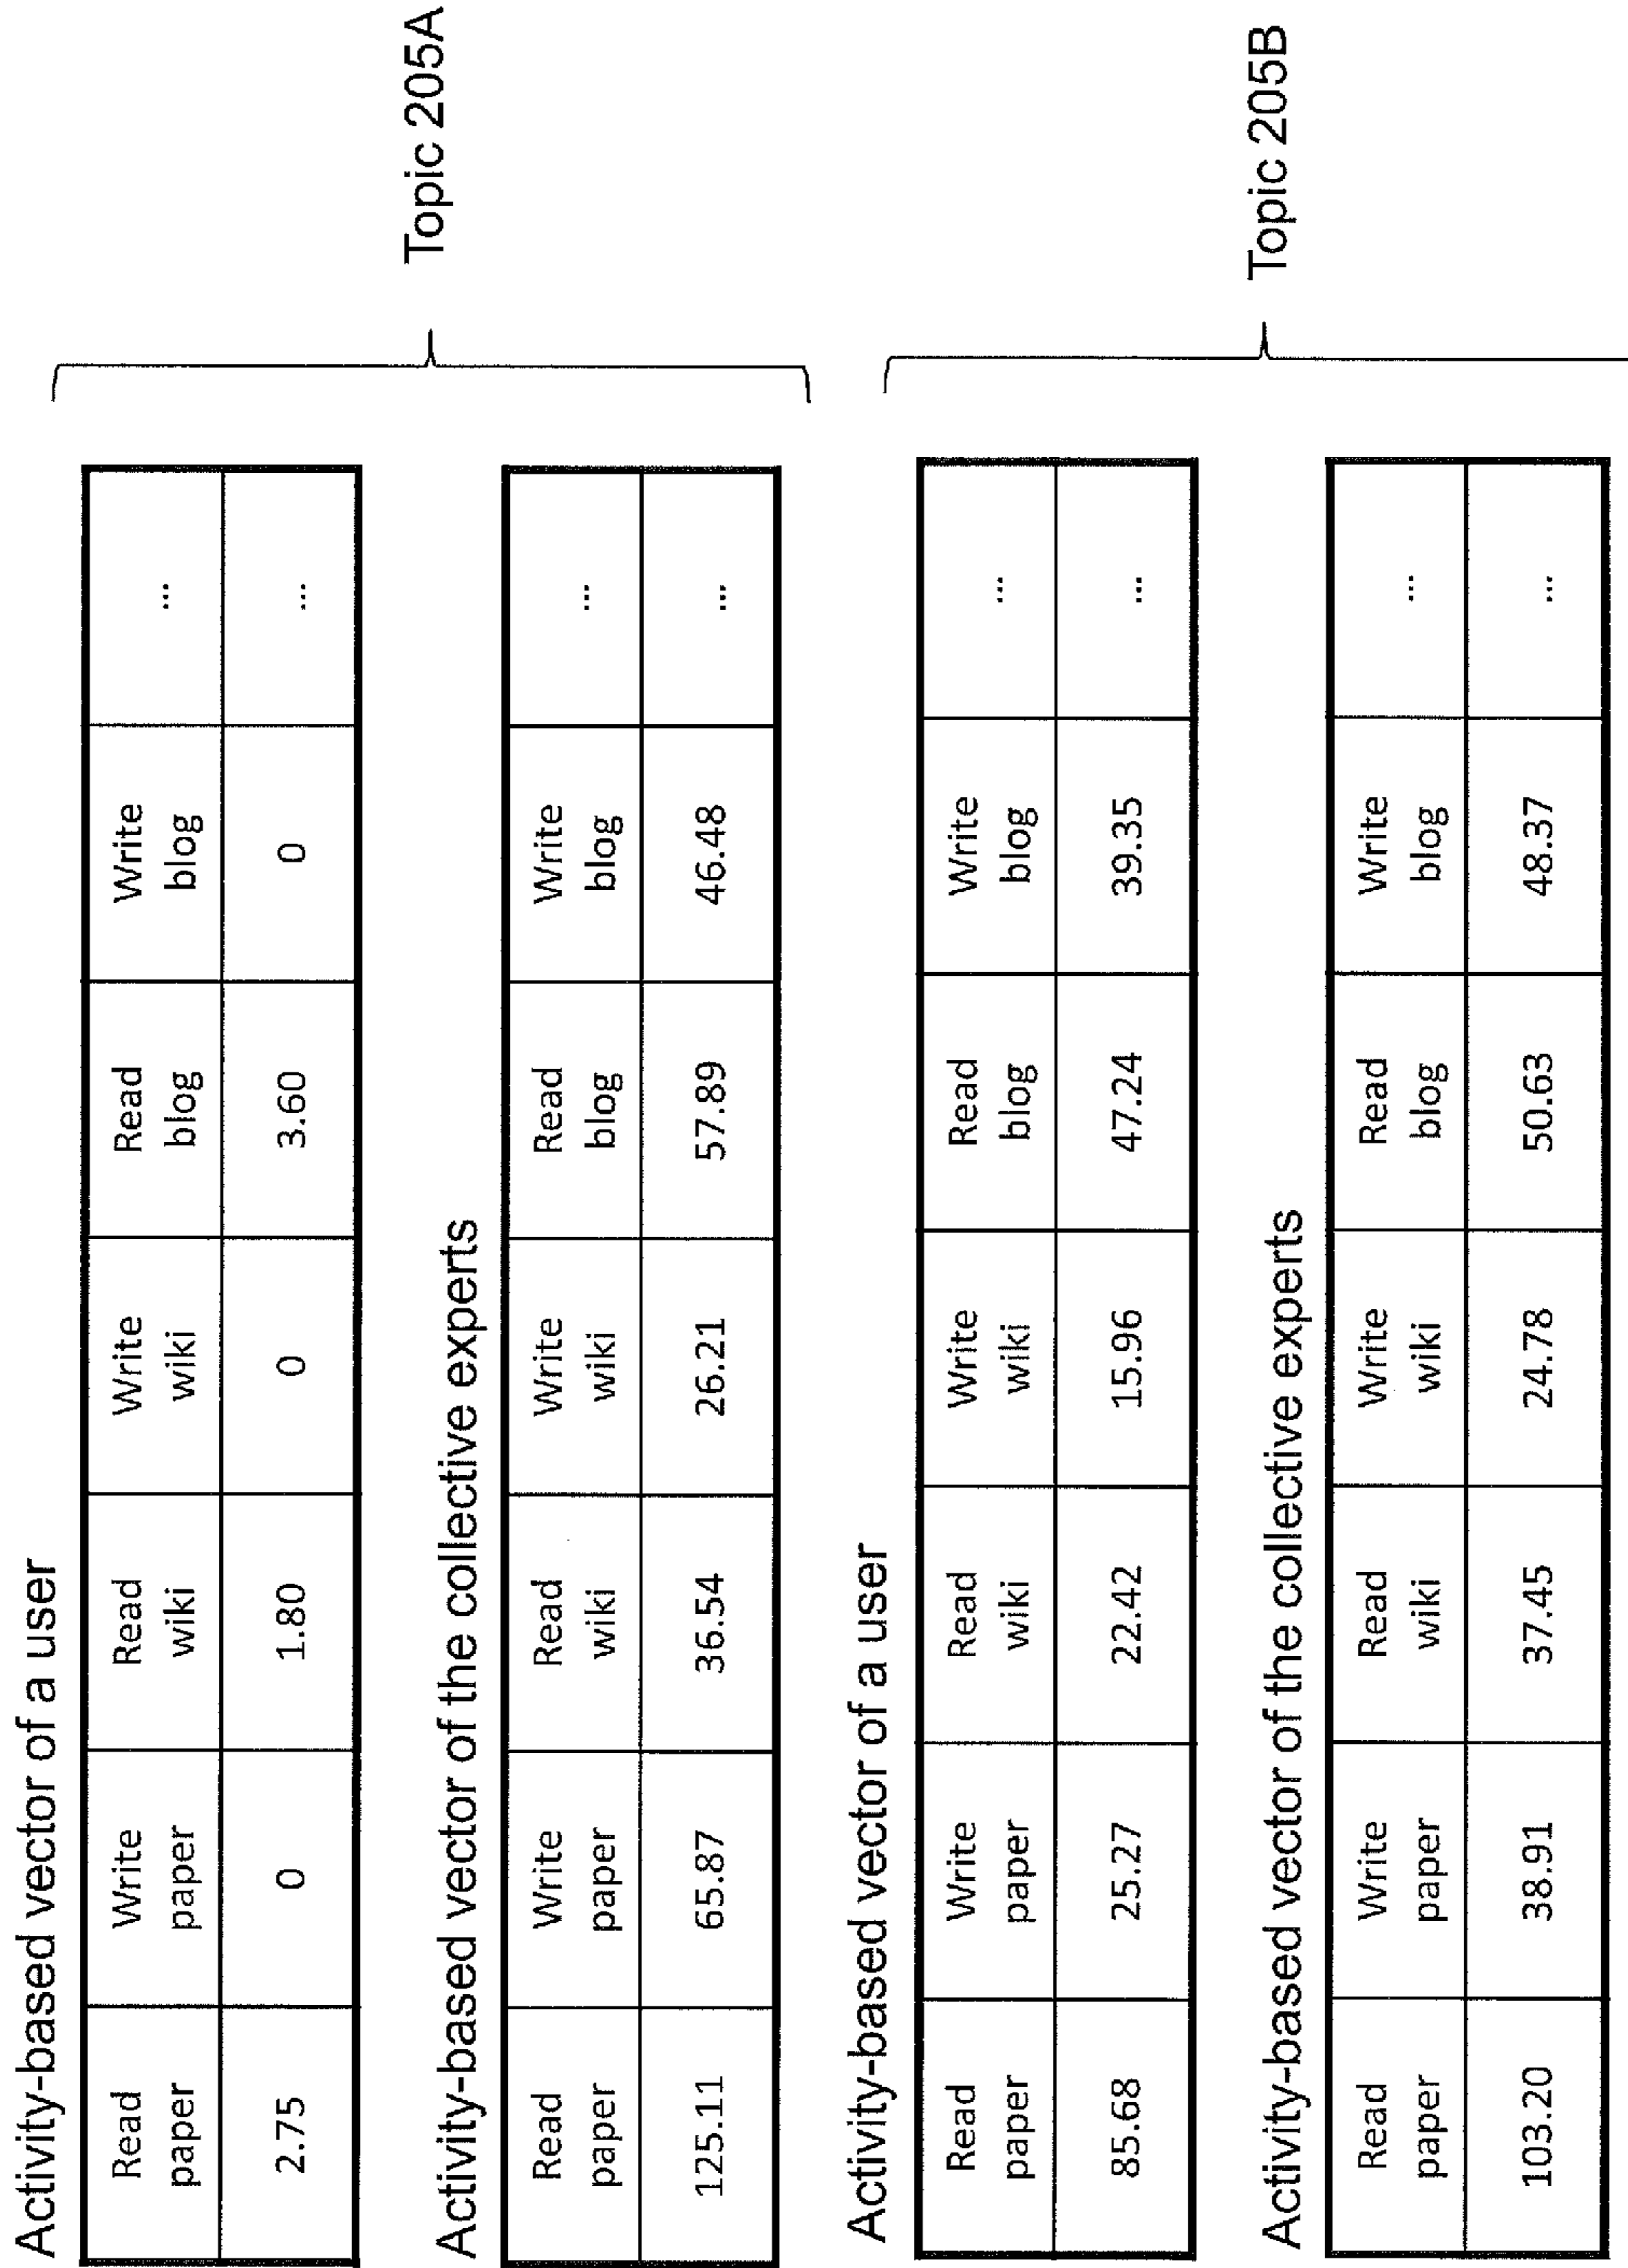 Activity-based vector of a user
Read paper Write paper Read wiki Write wiki Read blog Write blog ...
2.75 0 1.80 0 3.60 0 ...
Activity-based vector of the collective experts
Read paper Write paper Read wiki Write wiki Read blog Write blog ...
125.11 65.87 36.54 26.21 57.89 46.48 ...
Topic 205A
Activity-based vector of a user
Read paper Write paper Read wiki Write wiki Read blog Write blog ...
85.68 25.27 22.42 15.96 47.24 39.35 ...
Activity-based vector of the collective experts
Read paper Write paper Read wiki Write wiki Read blog Write blog ...
103.20 38.91 37.45 24.78 50.63 48.37 ...
Topic 205B